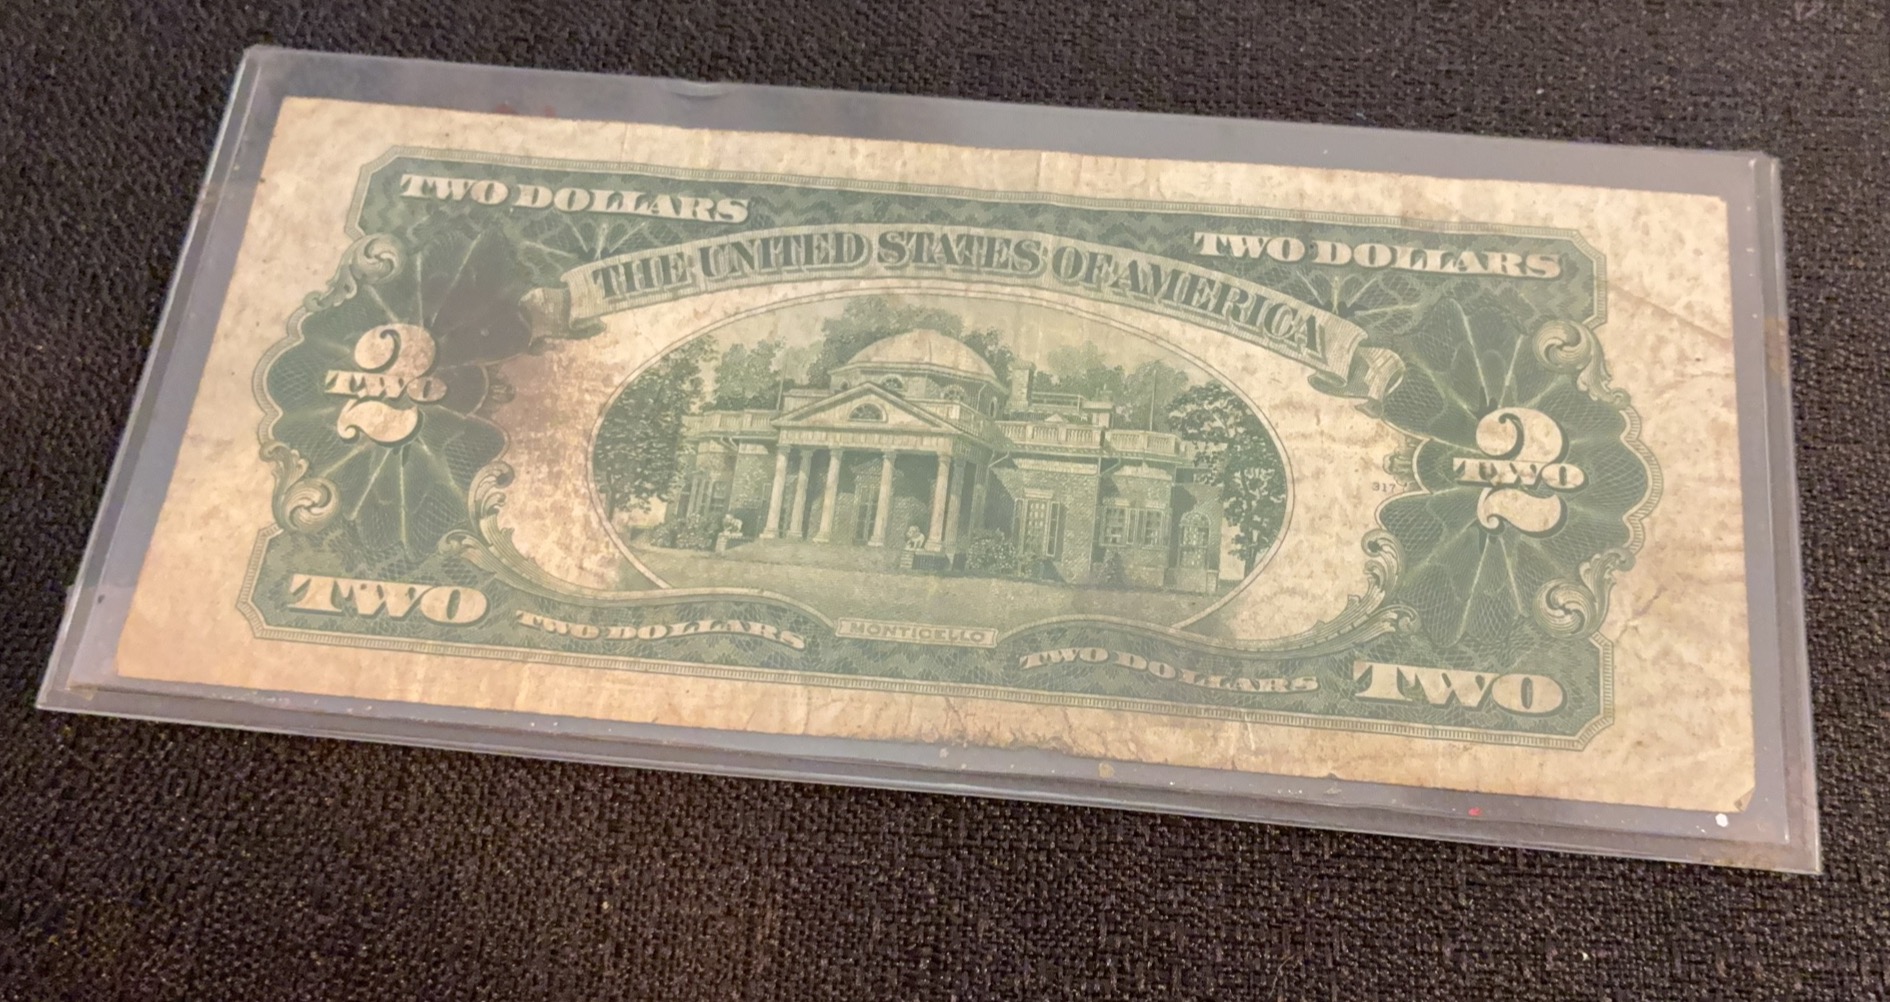 TWO DOLLARS
TWO DOLLARS
THE UNITED STATES OF AMERICA
2
TWO
2
TWO
317
MONTICELLO
TWO
TWO DOLLARS
TWO DOLLARS
TWO